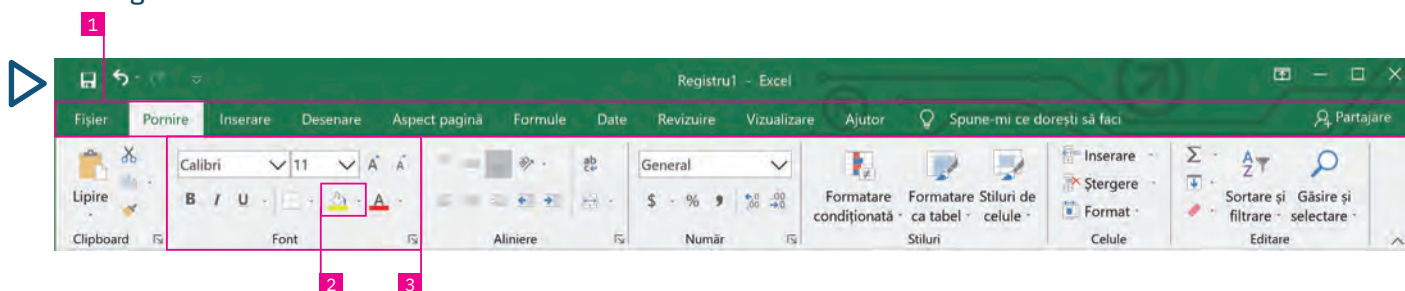 1
Registru1 - Excel
Fișier Pornire Inserare Desenare Aspect pagină Formule Date Revizuire Vizualizare Ajutor Spune-mi ce dorești să faci Partajare
Calibri 11 A A ab General Σ A Z Inserare
Lipire B I U A $ % Formatare condiționată Formatare ca tabel Stiluri de celule Ștergere Format Sortare și filtrare Găsire și selectare
Clipboard Font Aliniere Număr Stiluri Celule Editare
2 3